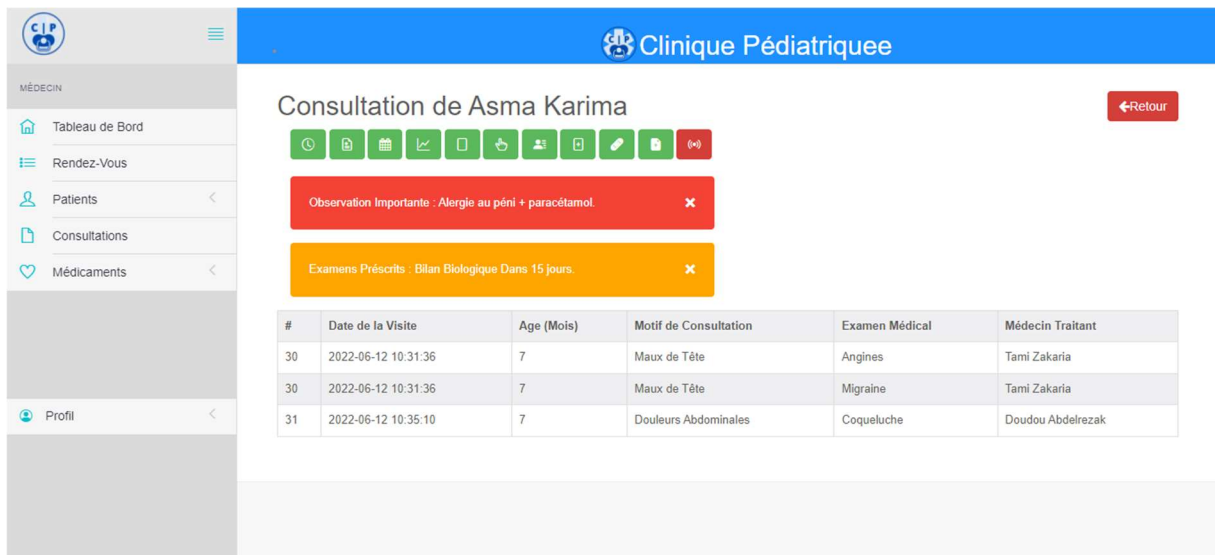 CIP
CIP Clinique Pédiatriquee
MÉDECIN
Tableau de Bord
Rendez-Vous
Patients
Consultations
Médicaments
Profil
Consultation de Asma Karima
Retour
Observation Importante : Alergie au péni + paracétamol.
Examens Préscrits : Bilan Biologique Dans 15 jours.
# Date de la Visite Age (Mois) Motif de Consultation Examen Médical Médecin Traitant
30 2022-06-12 10:31:36 7 Maux de Tête Angines Tami Zakaria
30 2022-06-12 10:31:36 7 Maux de Tête Migraine Tami Zakaria
31 2022-06-12 10:35:10 7 Douleurs Abdominales Coqueluche Doudou Abdelrezak